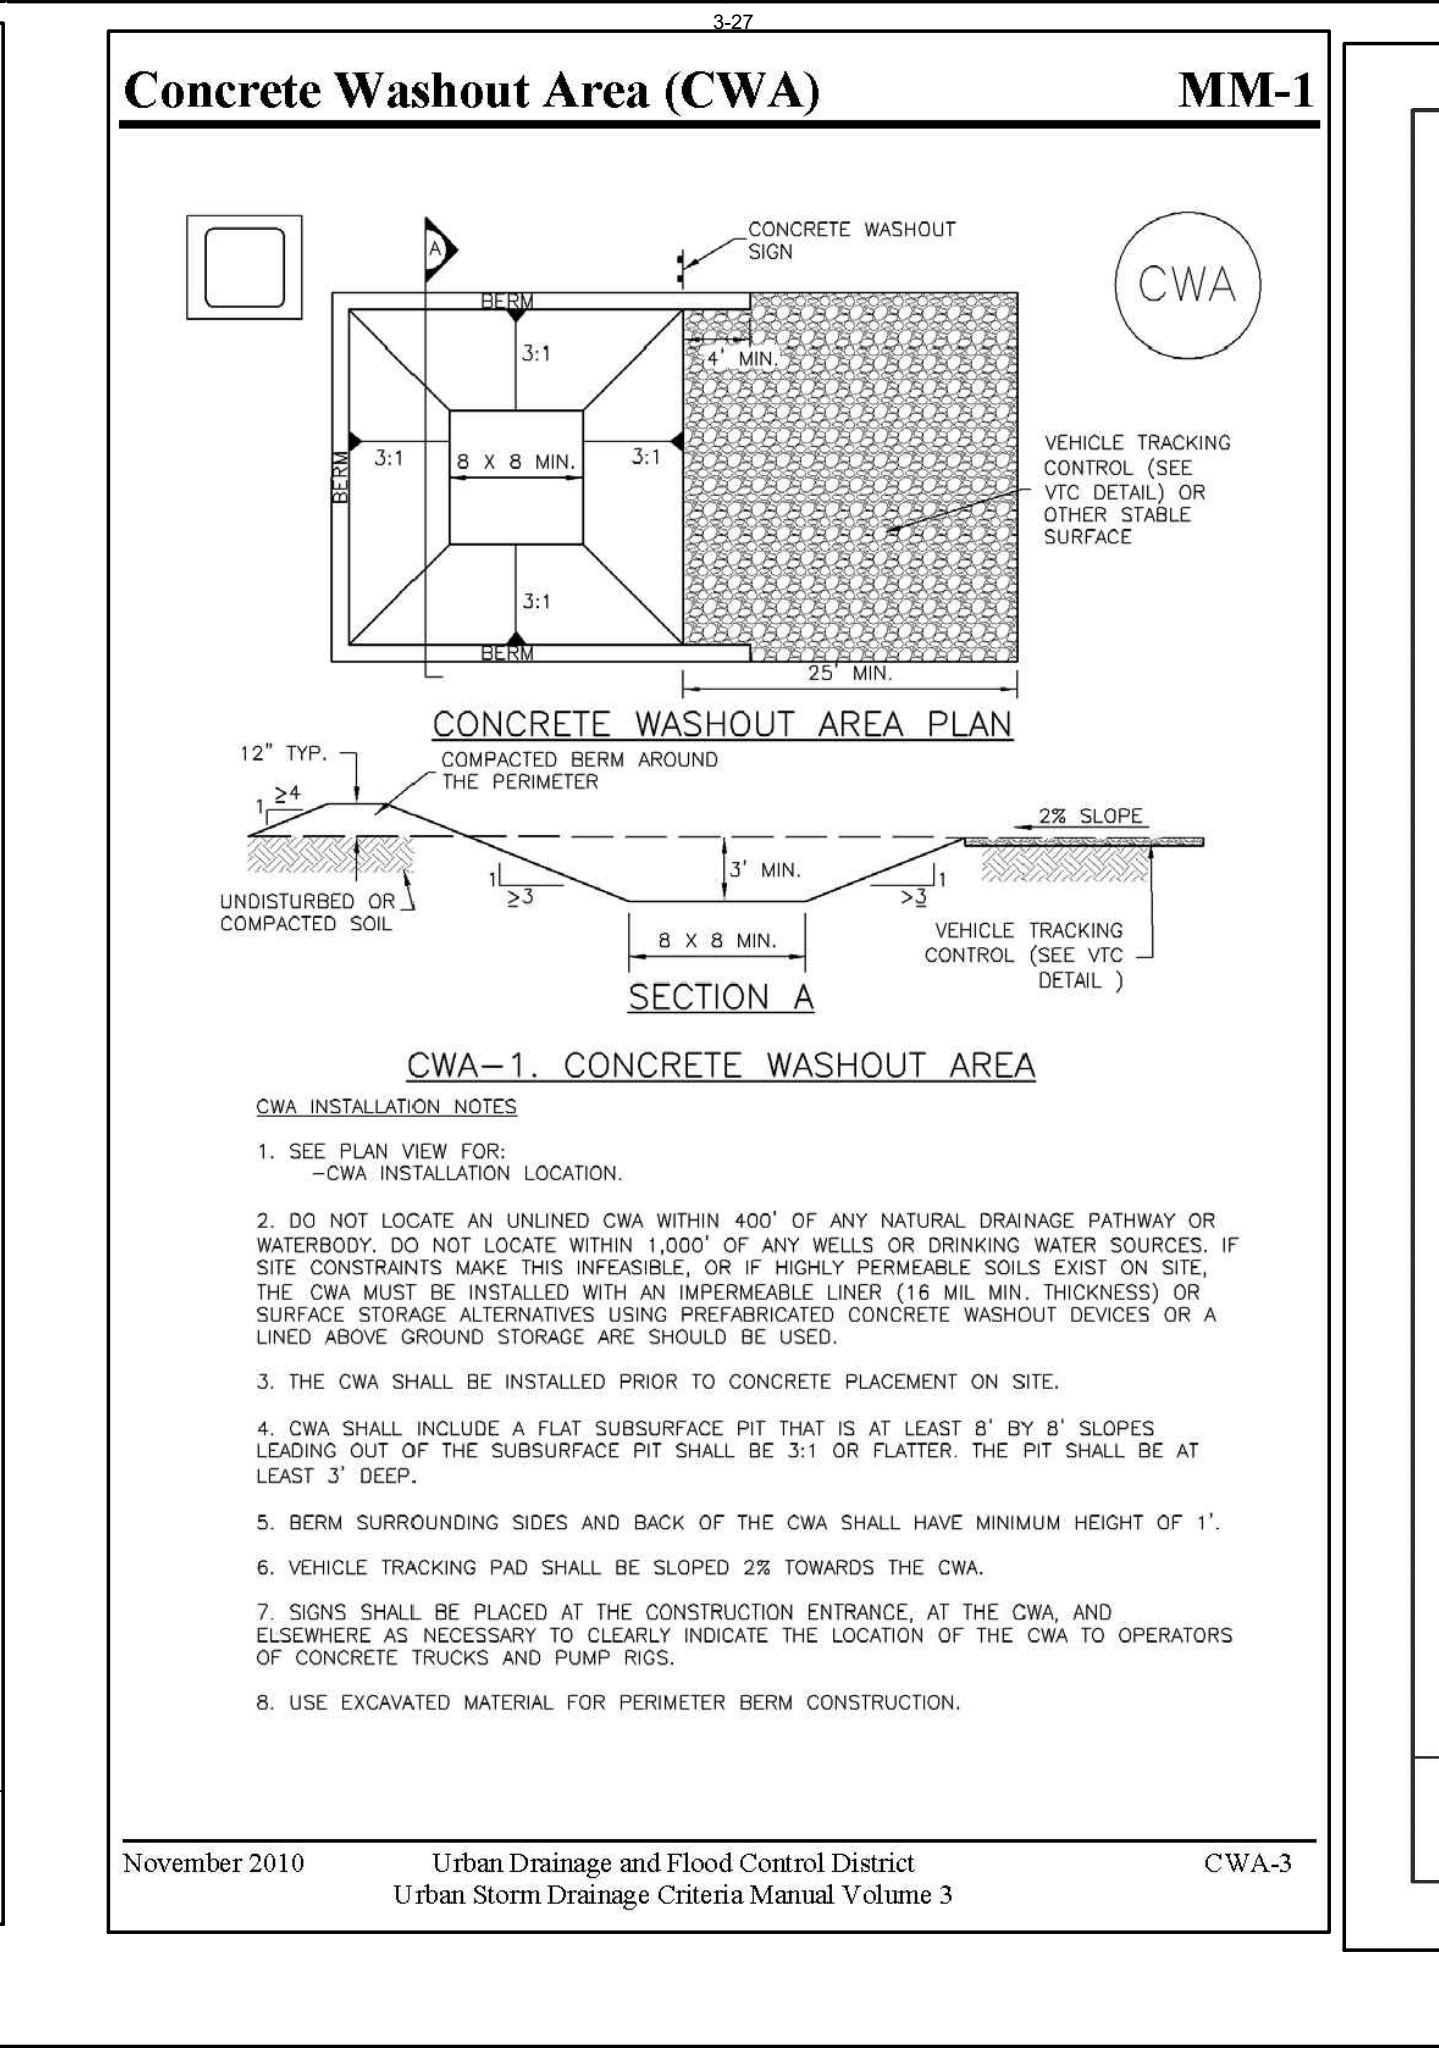 3-27
Concrete Washout Area (CWA)
MM-1
A
CONCRETE WASHOUT
SIGN
CWA
BERM
3:1
4' MIN.
BERM
3:1
8 X 8 MIN.
3:1
VEHICLE TRACKING
CONTROL (SEE
VTC DETAIL) OR
OTHER STABLE
SURFACE
3:1
BERM
25' MIN.
CONCRETE WASHOUT AREA PLAN
12" TYP.
COMPACTED BERM AROUND
THE PERIMETER
1
≥4
2% SLOPE
3' MIN.
1
≥3
1
>3
UNDISTURBED OR
COMPACTED SOIL
8 X 8 MIN.
VEHICLE TRACKING
CONTROL (SEE VTC
DETAIL )
SECTION A
CWA-1. CONCRETE WASHOUT AREA
CWA INSTALLATION NOTES
1. SEE PLAN VIEW FOR:
-CWA INSTALLATION LOCATION.
2. DO NOT LOCATE AN UNLINED CWA WITHIN 400' OF ANY NATURAL DRAINAGE PATHWAY OR
WATERBODY. DO NOT LOCATE WITHIN 1,000' OF ANY WELLS OR DRINKING WATER SOURCES. IF
SITE CONSTRAINTS MAKE THIS INFEASIBLE, OR IF HIGHLY PERMEABLE SOILS EXIST ON SITE,
THE CWA MUST BE INSTALLED WITH AN IMPERMEABLE LINER (16 MIL MIN. THICKNESS) OR
SURFACE STORAGE ALTERNATIVES USING PREFABRICATED CONCRETE WASHOUT DEVICES OR A
LINED ABOVE GROUND STORAGE ARE SHOULD BE USED.
3. THE CWA SHALL BE INSTALLED PRIOR TO CONCRETE PLACEMENT ON SITE.
4. CWA SHALL INCLUDE A FLAT SUBSURFACE PIT THAT IS AT LEAST 8' BY 8' SLOPES
LEADING OUT OF THE SUBSURFACE PIT SHALL BE 3:1 OR FLATTER. THE PIT SHALL BE AT
LEAST 3' DEEP.
5. BERM SURROUNDING SIDES AND BACK OF THE CWA SHALL HAVE MINIMUM HEIGHT OF 1'.
6. VEHICLE TRACKING PAD SHALL BE SLOPED 2% TOWARDS THE CWA.
7. SIGNS SHALL BE PLACED AT THE CONSTRUCTION ENTRANCE, AT THE CWA, AND
ELSEWHERE AS NECESSARY TO CLEARLY INDICATE THE LOCATION OF THE CWA TO OPERATORS
OF CONCRETE TRUCKS AND PUMP RIGS.
8. USE EXCAVATED MATERIAL FOR PERIMETER BERM CONSTRUCTION.
November 2010
Urban Drainage and Flood Control District
CWA-3
Urban Storm Drainage Criteria Manual Volume 3